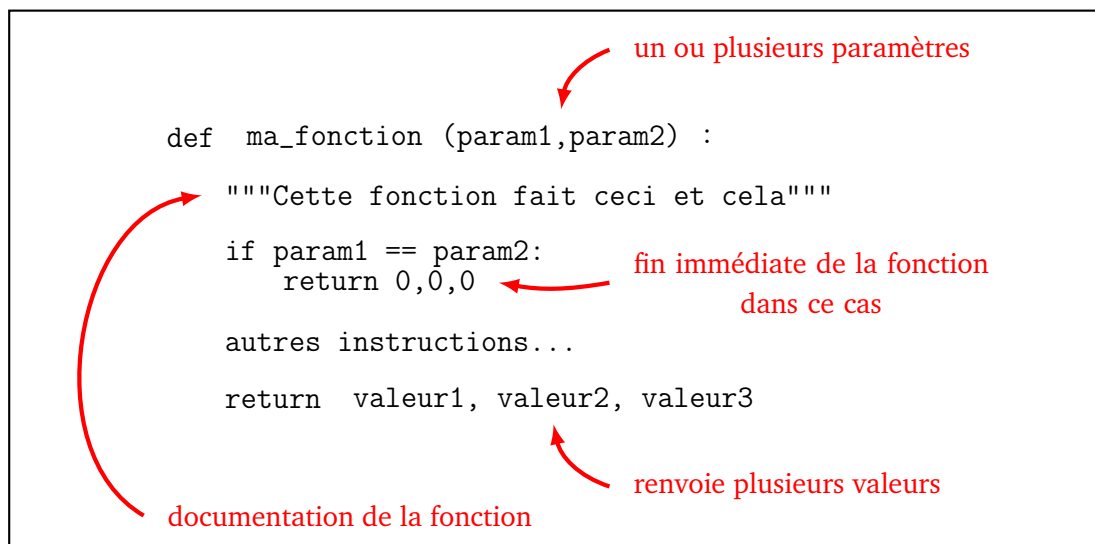 un ou plusieurs paramètres
def ma_fonction (param1,param2) :
"""Cette fonction fait ceci et cela"""
if param1 == param2:
return 0,0,0
fin immédiate de la fonction
dans ce cas
autres instructions...
return valeur1, valeur2, valeur3
renvoie plusieurs valeurs
documentation de la fonction